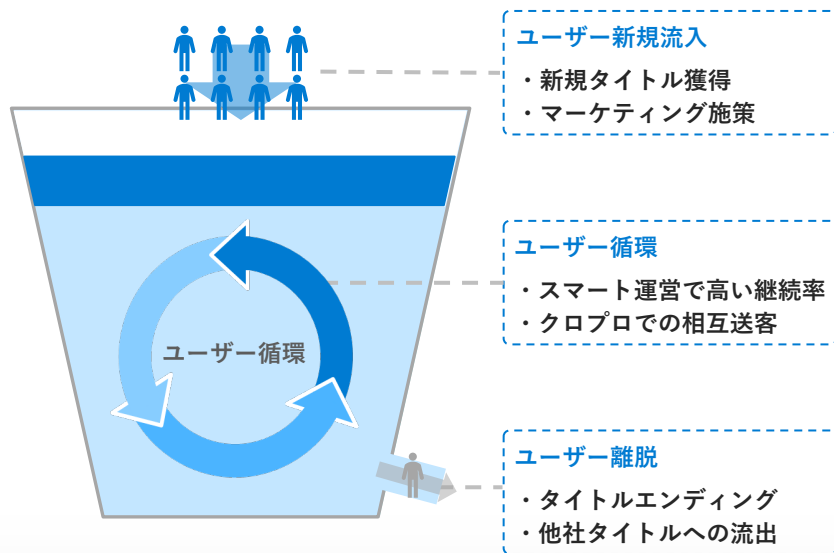 ユーザー新規流入
・新規タイトル獲得
・マーケティング施策
ユーザー循環
・スマート運営で高い継続率
・クロプロでの相互送客
ユーザー循環
ユーザー離脱
・タイトルエンディング
・他社タイトルへの流出